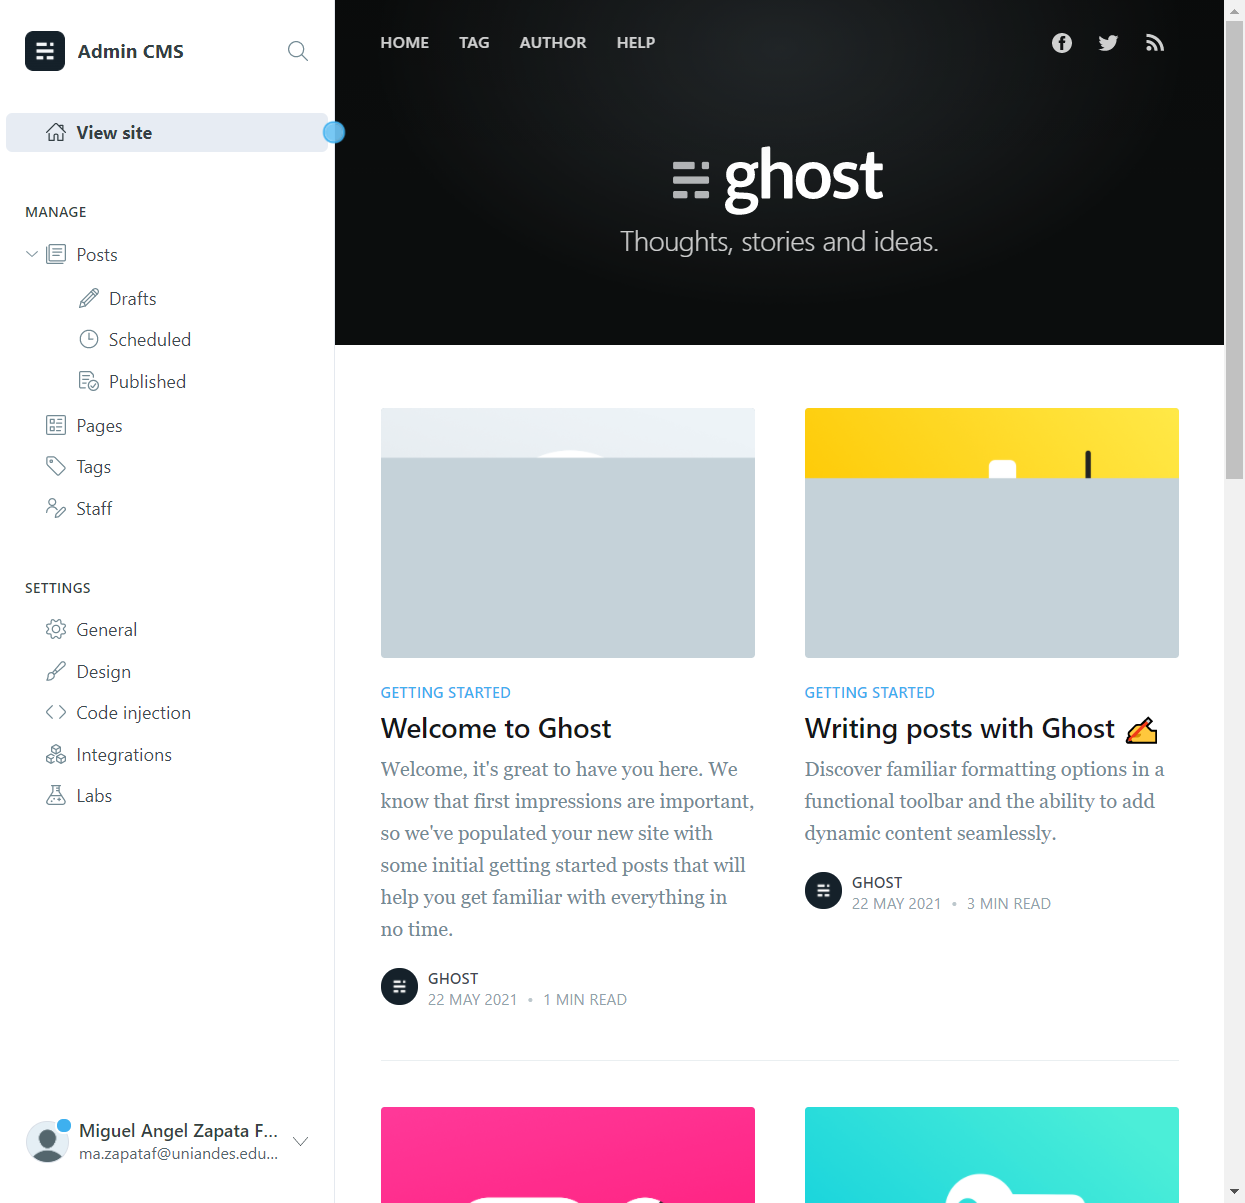 Admin CMS
View site
MANAGE
Posts
Drafts
Scheduled
Published
Pages
Tags
Staff
SETTINGS
General
Design
Code injection
Integrations
Labs
Miguel Angel Zapata F...
ma.zapataf@uniandes.edu...
HOME TAG AUTHOR HELP
ghost
Thoughts, stories and ideas.
GETTING STARTED
Welcome to Ghost
Welcome, it's great to have you here. We
know that first impressions are important,
so we've populated your new site with
some initial getting started posts that will
help you get familiar with everything in
no time.
GHOST
22 MAY 2021 • 1 MIN READ
GETTING STARTED
Writing posts with Ghost ✍️
Discover familiar formatting options in a
functional toolbar and the ability to add
dynamic content seamlessly.
GHOST
22 MAY 2021 • 3 MIN READ